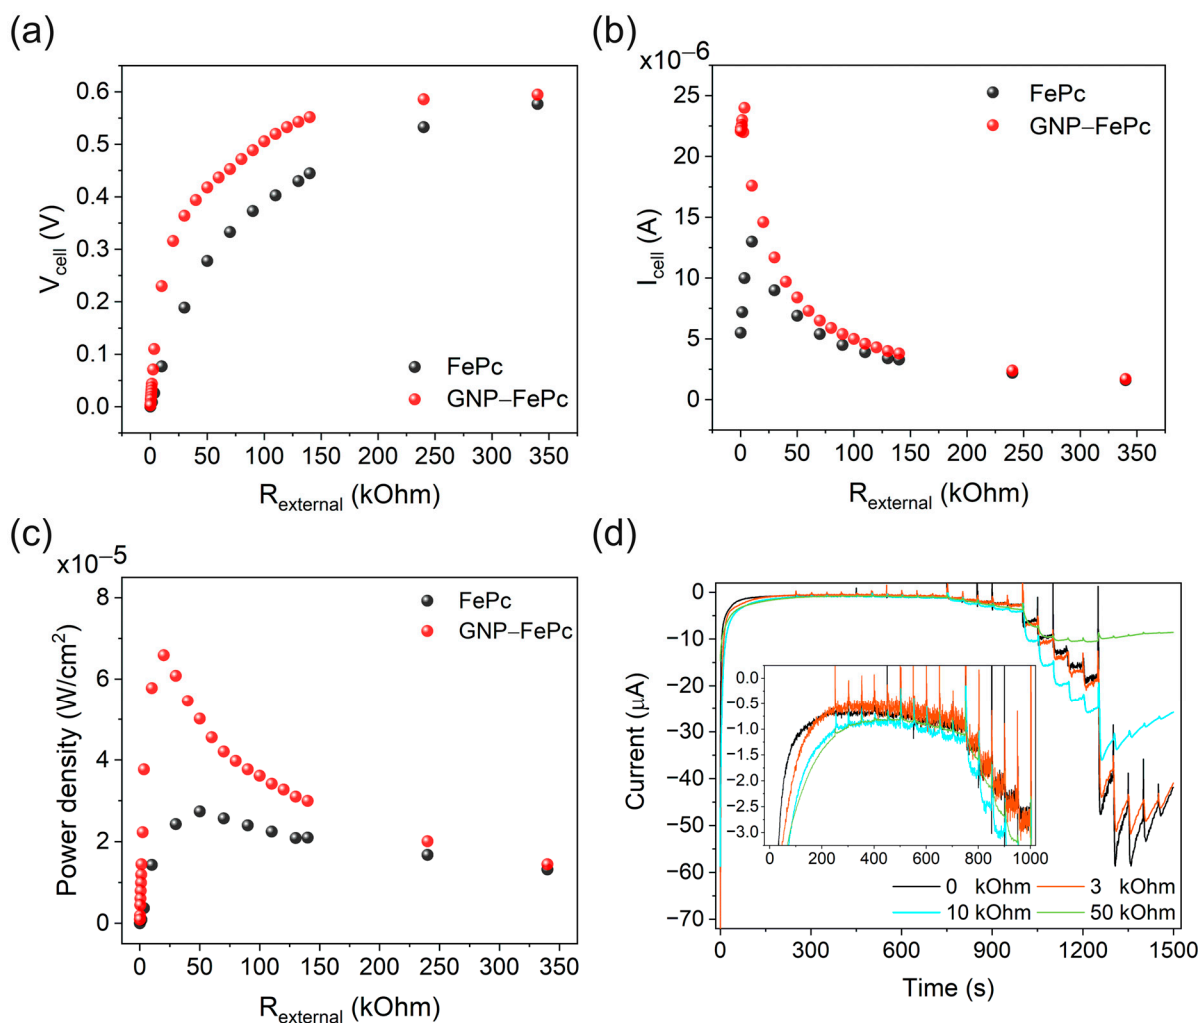 (a)
0.6
0.5
0.4
0.3
0.2
0.1
0.0
V_cell (V)
FePc
GNP–FePc
0 50 100 150 200 250 300 350
R_external (kOhm)
(b)
x10⁻⁶
25
20
15
10
5
0
I_cell (A)
FePc
GNP–FePc
0 50 100 150 200 250 300 350
R_external (kOhm)
(c)
x10⁻⁵
8
6
4
2
0
Power density (W/cm²)
FePc
GNP–FePc
0 50 100 150 200 250 300 350
R_external (kOhm)
(d)
0
−10
−20
−30
−40
−50
−60
−70
Current (μA)
0.0
−0.5
−1.0
−1.5
−2.0
−2.5
−3.0
0 200 400 600 800 1000
0 kOhm 3 kOhm
10 kOhm 50 kOhm
0 300 600 900 1200 1500
Time (s)